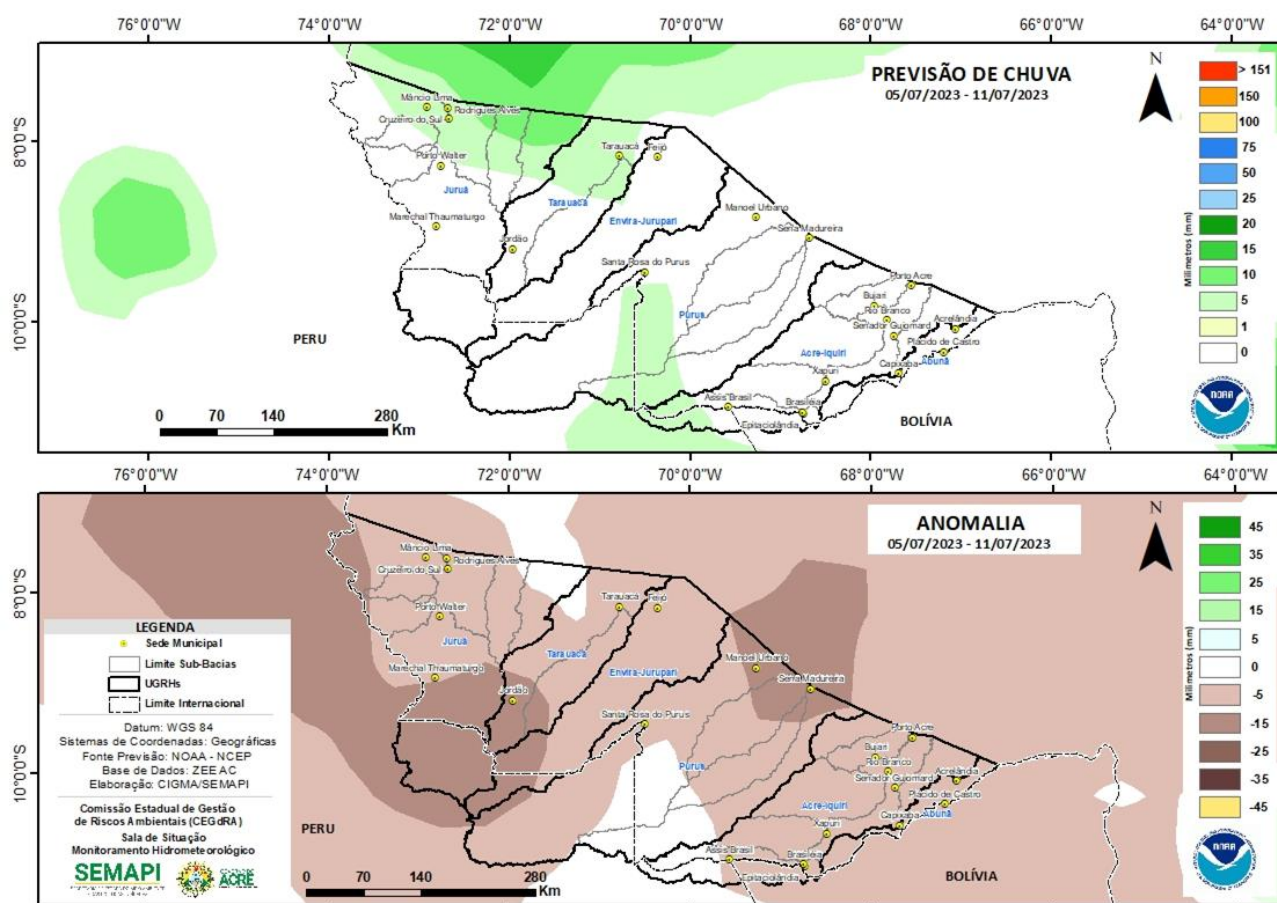 76°0'0"W 74°0'0"W 72°0'0"W 70°0'0"W 68°0'0"W 66°0'0"W 64°0'0"W
PREVISÃO DE CHUVA
05/07/2023 - 11/07/2023
N
Milímetros (mm)
> 151
150
100
75
50
25
20
15
10
5
1
0
NOAA
8°0'0"S
10°0'0"S
Mâncio Lima
Rodrigues Alves
Cruzeiro do Sul
Tarauacá
Feijó
Porto Walter
Juruá
Tarauacá
Envira-Jurupari
Manoel Urbano
Marechal Thaumaturgo
Sena Madureira
Jordão
Santa Rosa do Purus
Porto Acre
Bujari
Rio Branco
Acrelândia
Senador Guiomard
Plácido de Castro
Purus
Acre-Iquiri
Abunã
Capixaba
Xapuri
Assis Brasil
Brasiléia
Epitaciolândia
PERU
BOLÍVIA
0 70 140 280
Km
76°0'0"W 74°0'0"W 72°0'0"W 70°0'0"W 68°0'0"W 66°0'0"W 64°0'0"W
ANOMALIA
05/07/2023 - 11/07/2023
N
Milímetros (mm)
45
35
25
15
5
0
-5
-15
-25
-35
-45
NOAA
8°0'0"S
10°0'0"S
Mâncio Lima
Rodrigues Alves
Cruzeiro do Sul
Tarauacá
Feijó
Porto Walter
Juruá
Tarauacá
Envira-Jurupari
Manoel Urbano
Marechal Thaumaturgo
Sena Madureira
Jordão
Santa Rosa do Purus
Porto Acre
Bujari
Rio Branco
Acrelândia
Senador Guiomard
Plácido de Castro
Purus
Acre-Iquiri
Abunã
Capixaba
Xapuri
Assis Brasil
Brasiléia
Epitaciolândia
PERU
BOLÍVIA
0 70 140 280
Km
LEGENDA
Sede Municipal
Limite Sub-Bacias
UGRHs
Limite Internacional
Datum: WGS 84
Sistemas de Coordenadas: Geográficas
Fonte Previsão: NOAA - NCEP
Base de Dados: ZEE AC
Elaboração: CIGMA/SEMAPI
Comissão Estadual de Gestão
de Riscos Ambientais (CEGdRA)
Sala de Situação
Monitoramento Hidrometeorológico
SEMAPI
ACRE